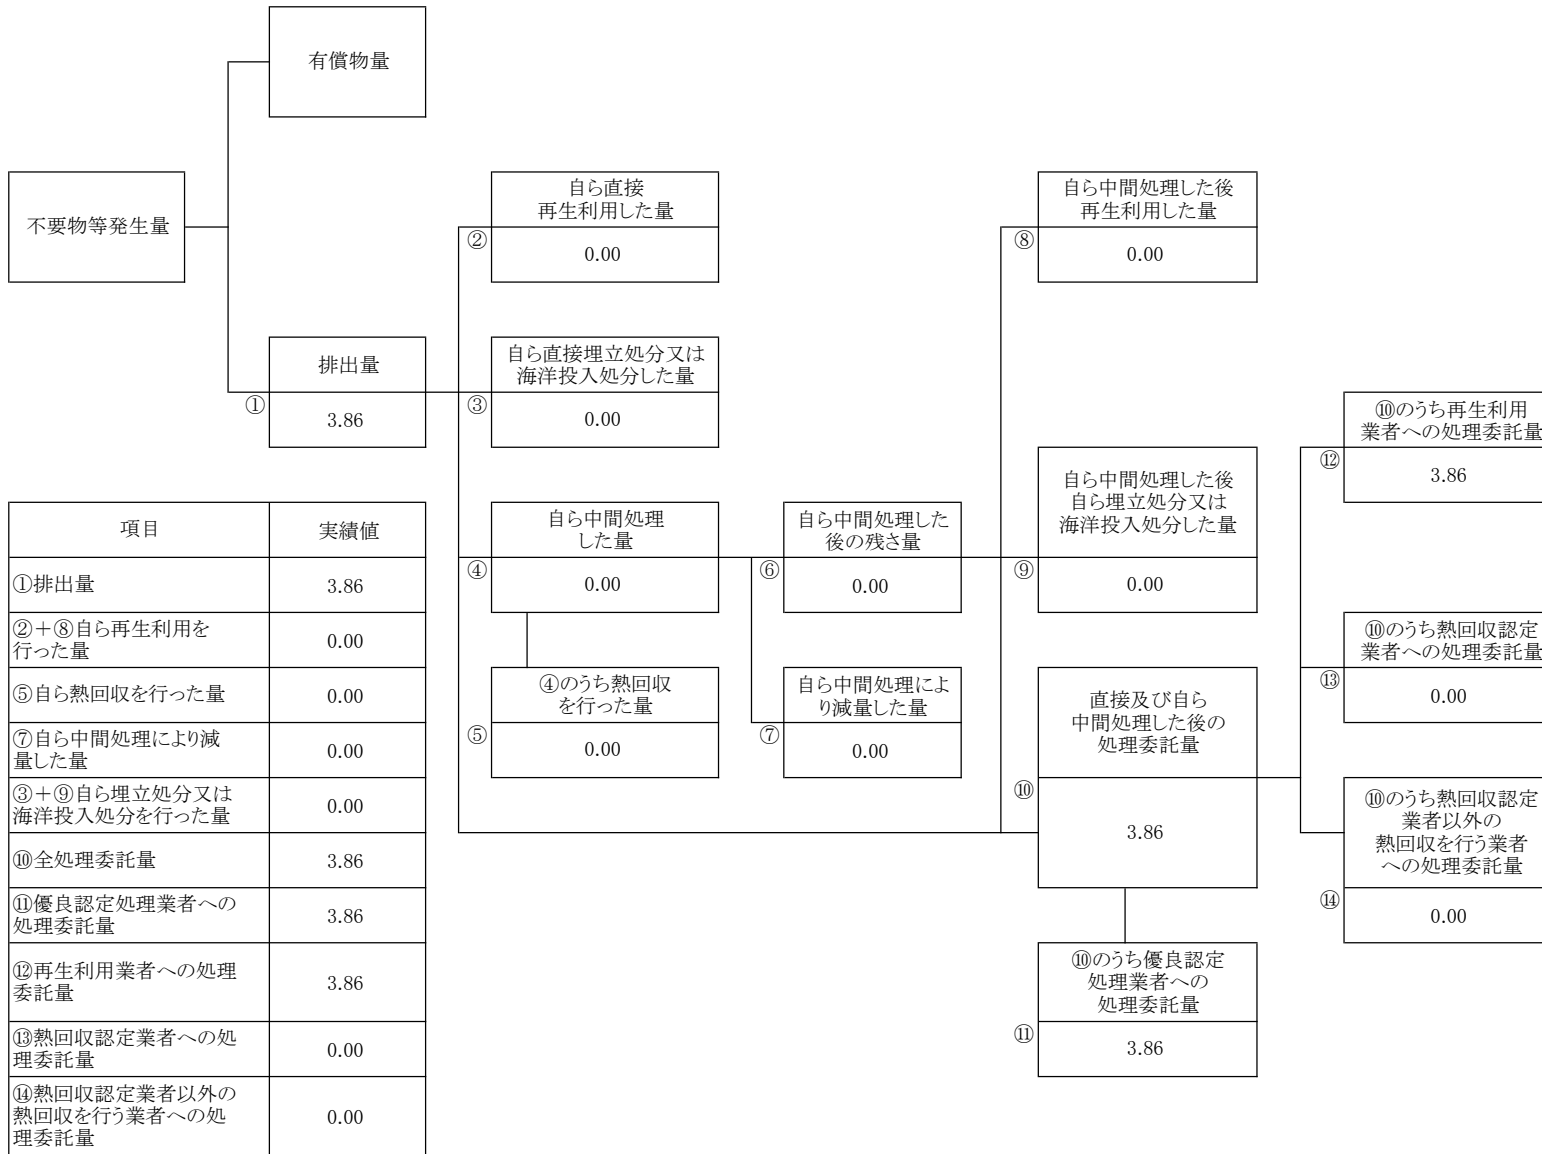 有償物量
不要物等発生量
自ら直接
再生利用した量
②
0.00
自ら中間処理した後
再生利用した量
⑧
0.00
排出量
①
3.86
自ら直接埋立処分又は
海洋投入処分した量
③
0.00
⑩のうち再生利用
業者への処理委託量
⑫
3.86
自ら中間処理
した量
④
0.00
自ら中間処理した
後の残さ量
⑥
0.00
自ら中間処理した後
自ら埋立処分又は
海洋投入処分した量
⑨
0.00
⑩のうち熱回収認定
業者への処理委託量
⑬
0.00
④のうち熱回収
を行った量
⑤
0.00
自ら中間処理によ
り減量した量
⑦
0.00
直接及び自ら
中間処理した後の
処理委託量
⑩
3.86
⑩のうち熱回収認定
業者以外の
熱回収を行う業者
への処理委託量
⑭
0.00
⑩のうち優良認定
処理業者への
処理委託量
⑪
3.86
項目 実績値
①排出量 3.86
②+⑧自ら再生利用を
行った量
0.00
⑤自ら熱回収を行った量 0.00
⑦自ら中間処理により減
量した量
0.00
③+⑨自ら埋立処分又は
海洋投入処分を行った量
0.00
⑩全処理委託量 3.86
⑪優良認定処理業者への
処理委託量
3.86
⑫再生利用業者への処理
委託量
3.86
⑬熱回収認定業者への処
理委託量
0.00
⑭熱回収認定業者以外の
熱回収を行う業者への処
理委託量
0.00